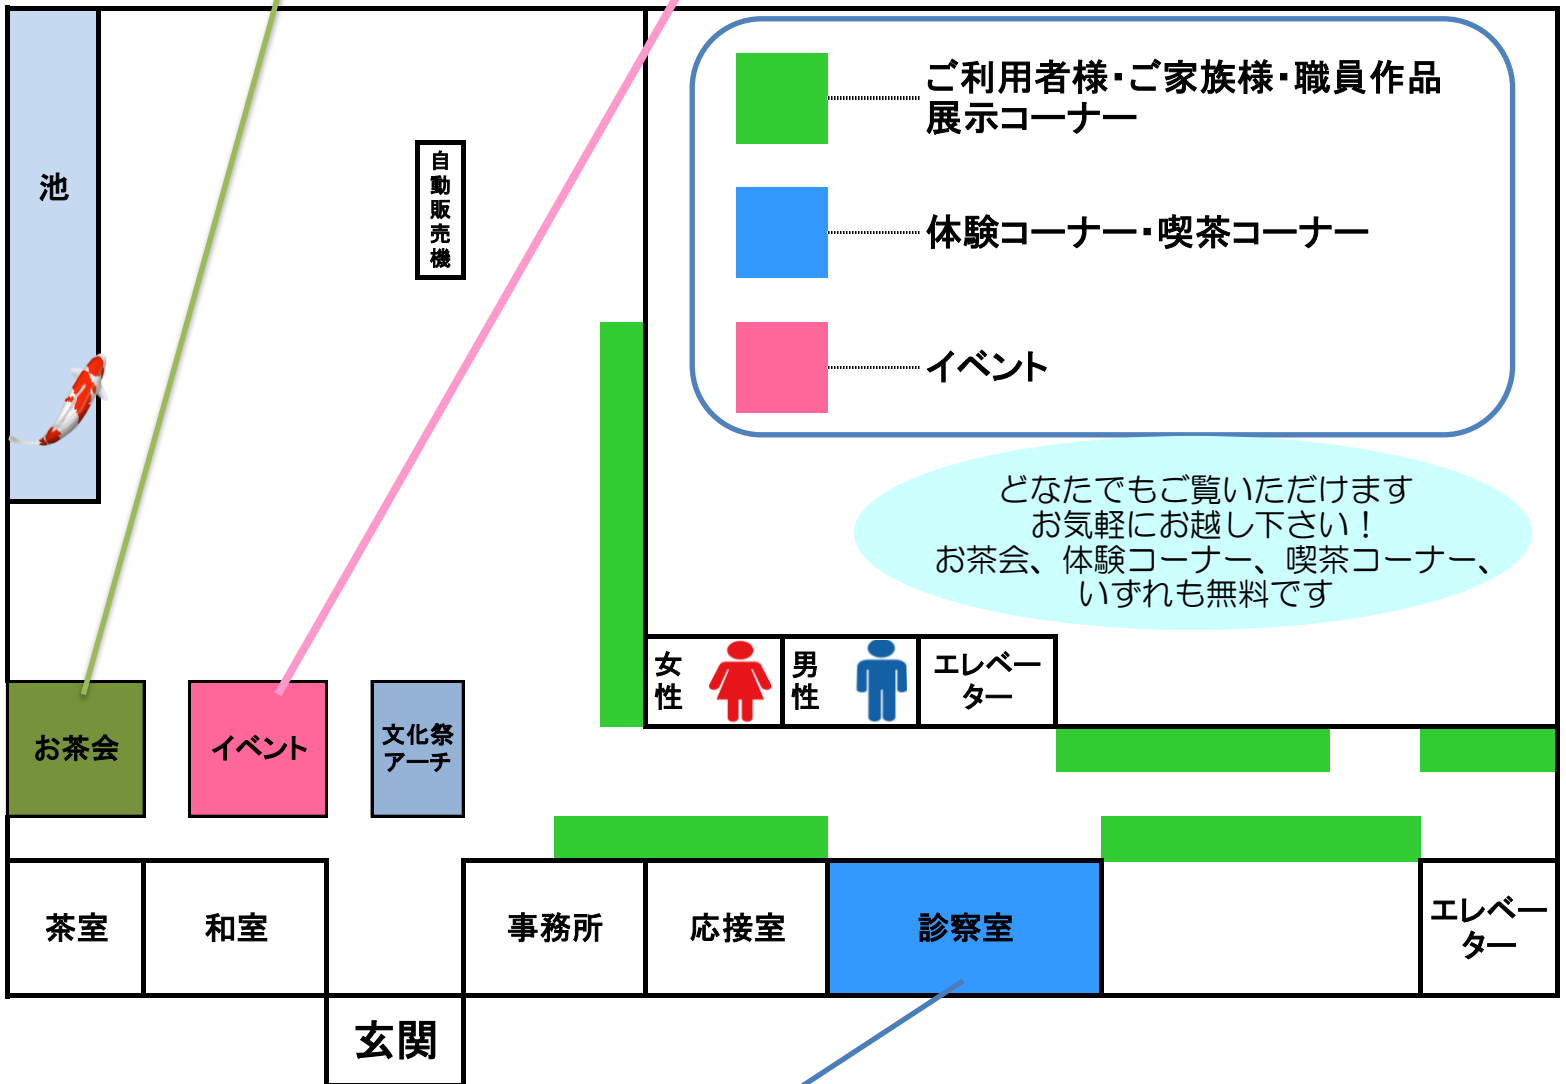 ご利用者様・ご家族様・職員作品
展示コーナー
体験コーナー・喫茶コーナー
イベント
どなたでもご覧いただけます
お気軽にお越し下さい！
お茶会、体験コーナー、喫茶コーナー、
いずれも無料です
池
自動販売機
女性
男性
エレベー
ター
お茶会
イベント
文化祭
アーチ
茶室
和室
事務所
応接室
診察室
エレベー
ター
玄関